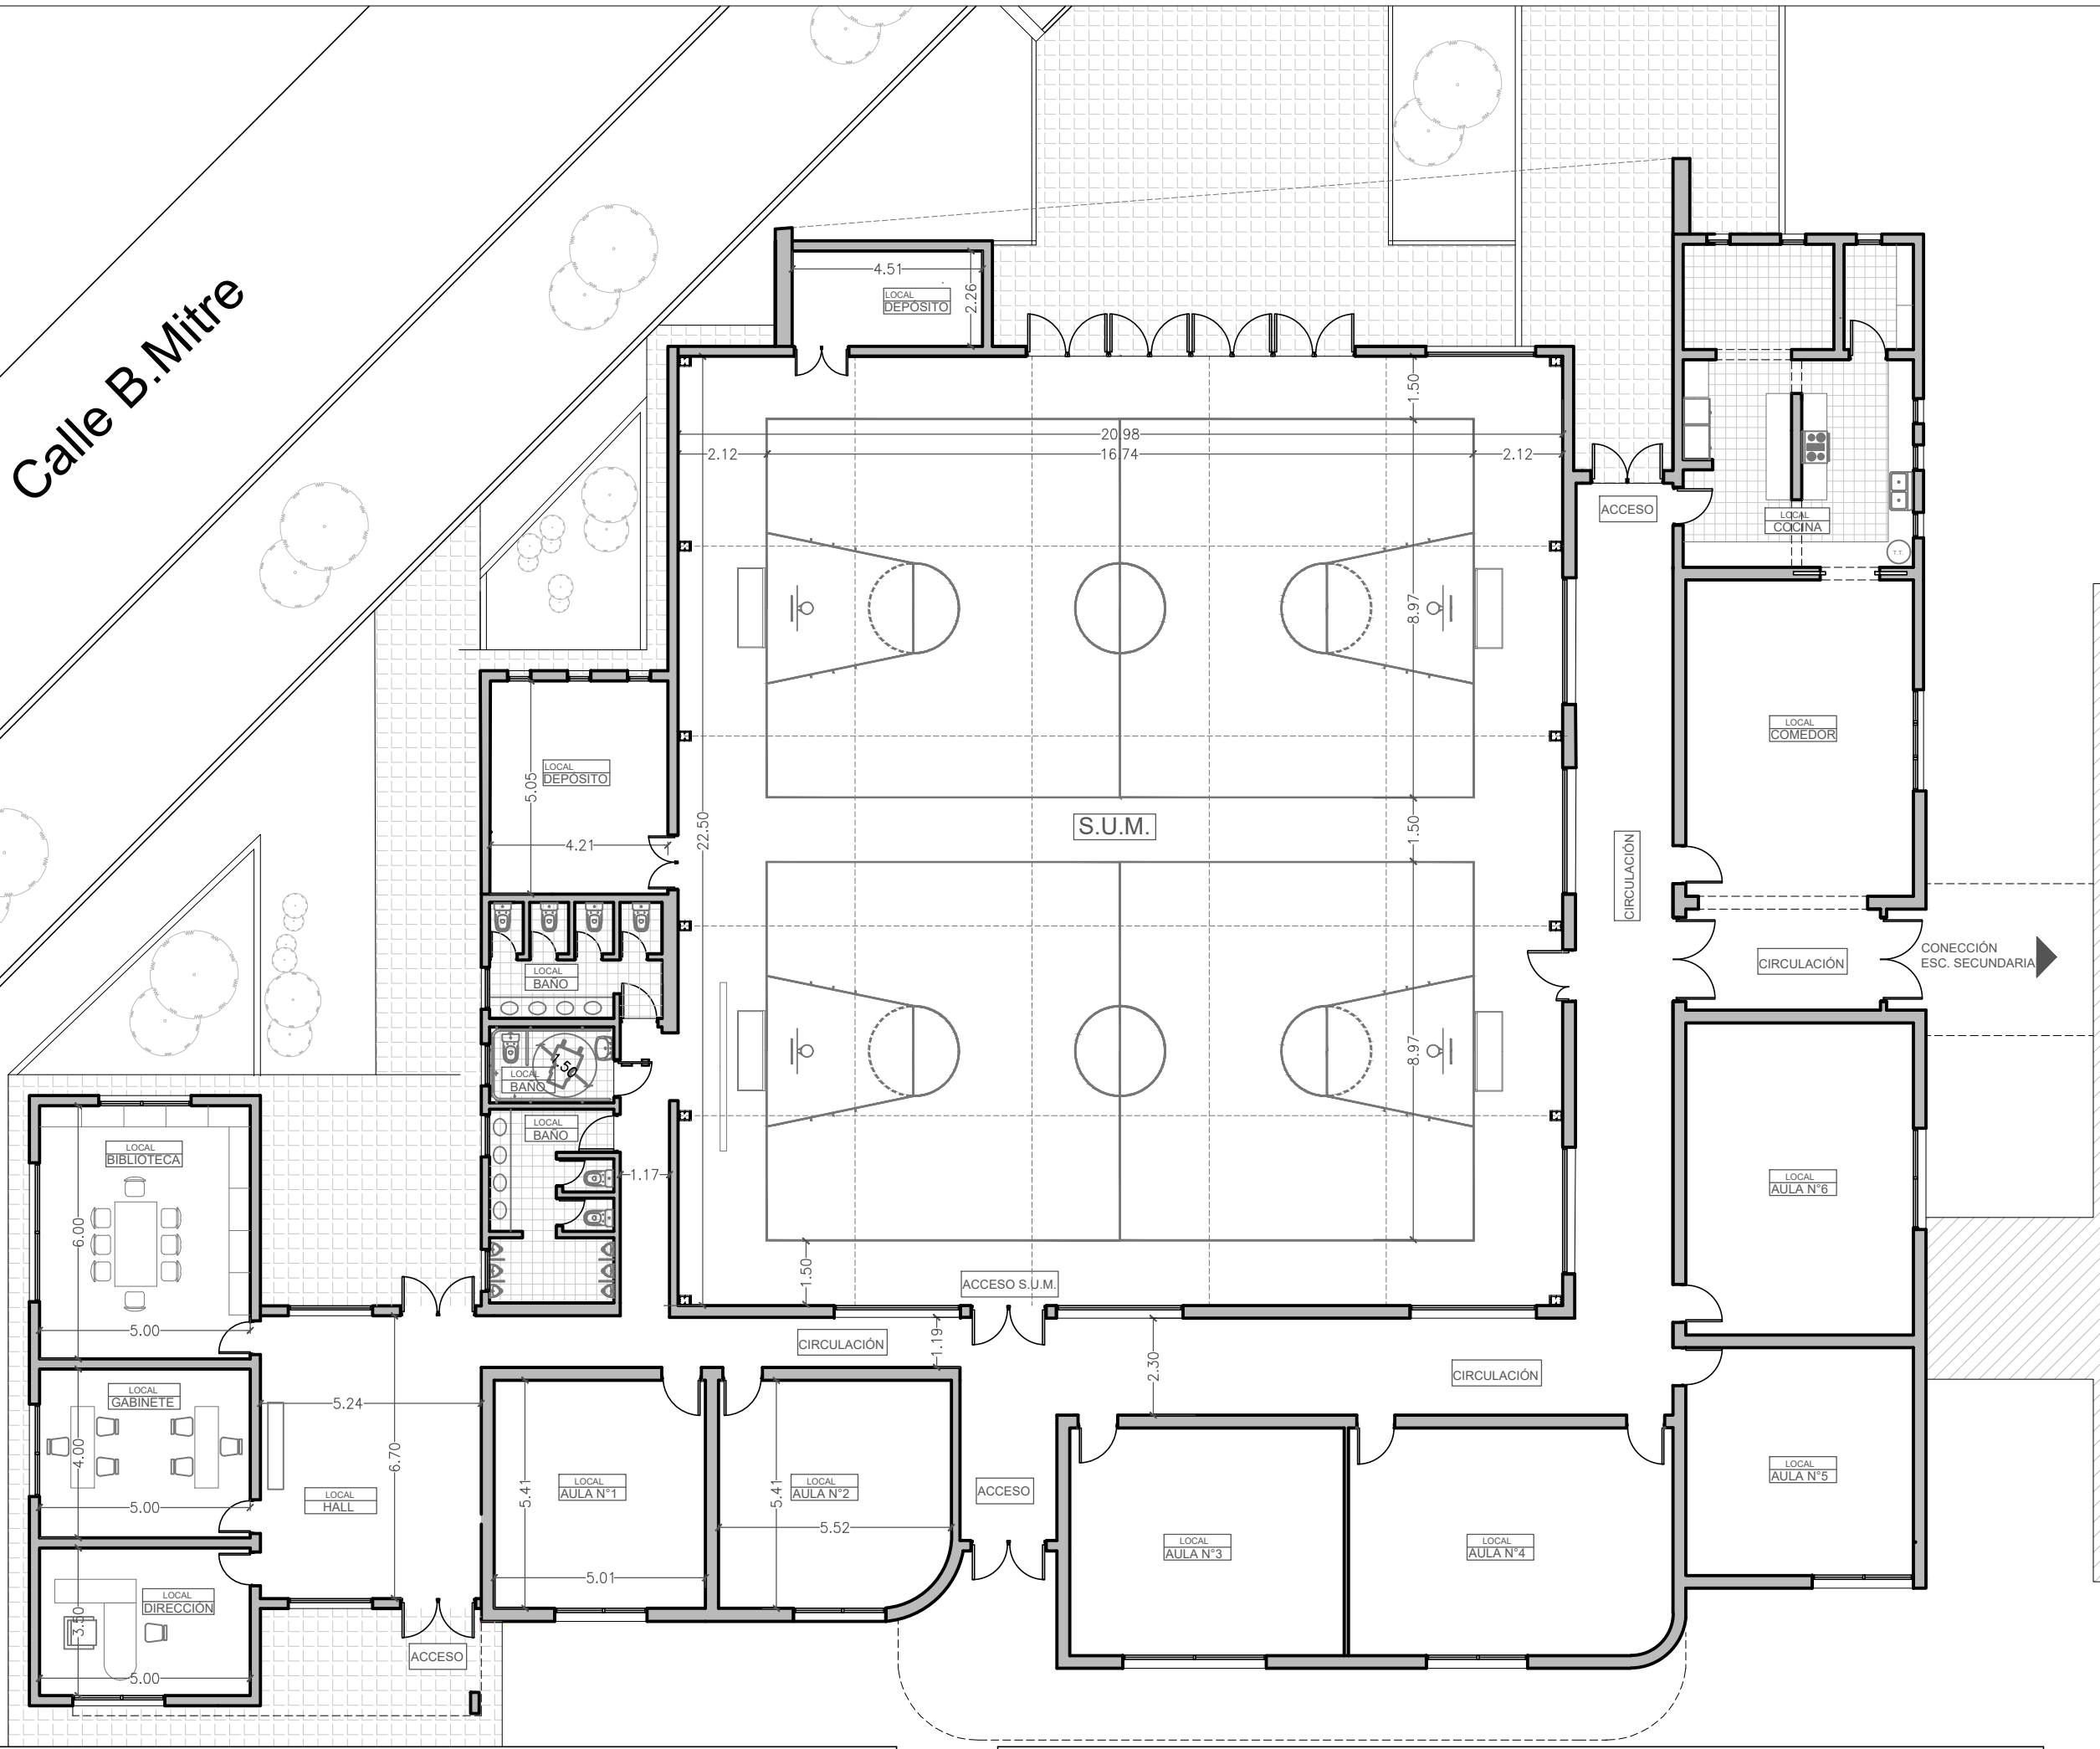 Calle B.Mitre
4.51
LOCAL
DEPÓSITO
2.26
1.50
20.98
2.12
16.74
2.12
ACCESO
LOCAL
COCINA
T.T.
8.97
LOCAL
COMEDOR
LOCAL
DEPÓSITO
5.05
4.21
22.50
S.U.M.
1.50
CIRCULACIÓN
LOCAL
BAÑO
CIRCULACIÓN
CONECCIÓN
ESC. SECUNDARIA
LOCAL
BAÑO
1.50
8.97
LOCAL
BAÑO
1.17
LOCAL
BIBLIOTECA
6.00
5.00
LOCAL
AULA N°6
1.50
ACCESO S.U.M.
CIRCULACIÓN
1.19
2.30
CIRCULACIÓN
LOCAL
GABINETE
4.00
5.00
5.24
6.70
LOCAL
HALL
5.41
LOCAL
AULA N°1
5.01
5.41
LOCAL
AULA N°2
5.52
ACCESO
LOCAL
AULA N°3
LOCAL
AULA N°4
LOCAL
AULA N°5
LOCAL
DIRECCIÓN
3.50
5.00
ACCESO